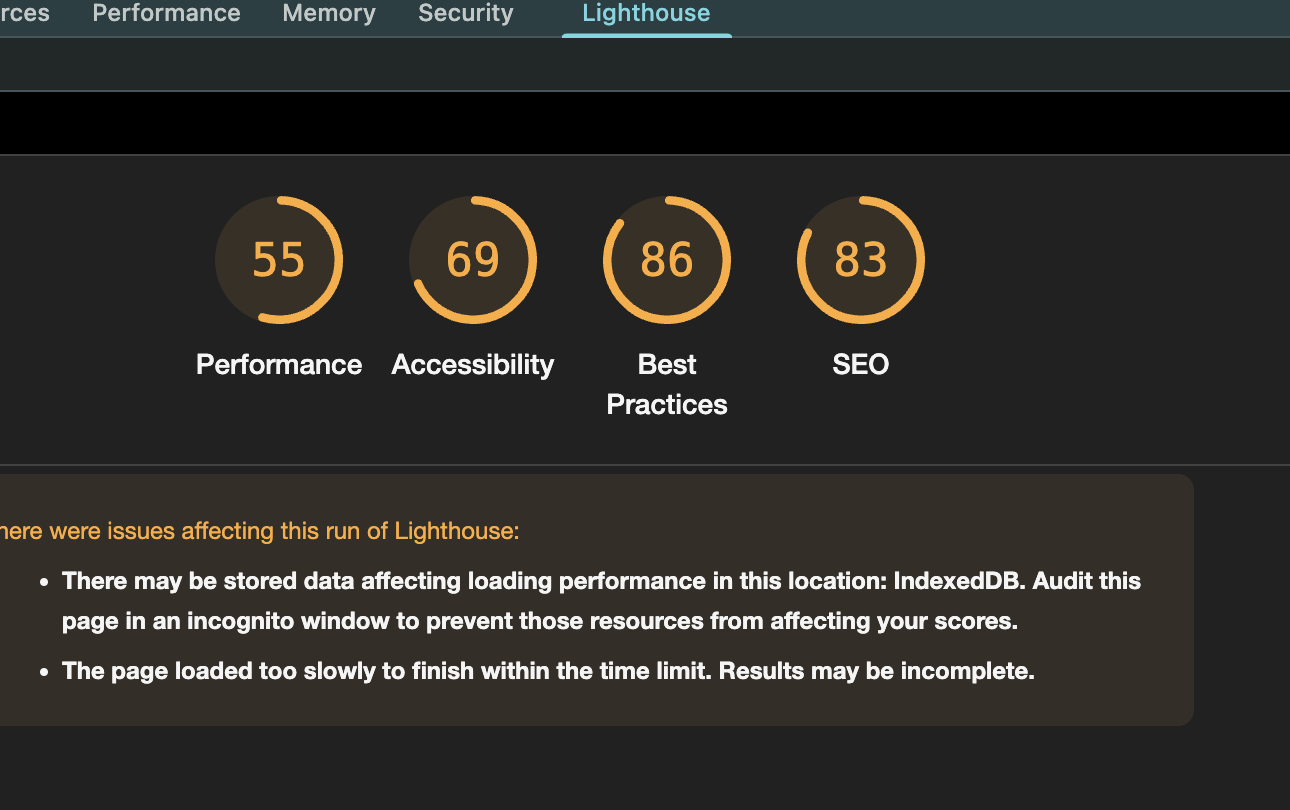 rces Performance Memory Security Lighthouse
55 69 86 83
Performance Accessibility Best Practices SEO
here were issues affecting this run of Lighthouse:
• There may be stored data affecting loading performance in this location: IndexedDB. Audit this
page in an incognito window to prevent those resources from affecting your scores.
• The page loaded too slowly to finish within the time limit. Results may be incomplete.